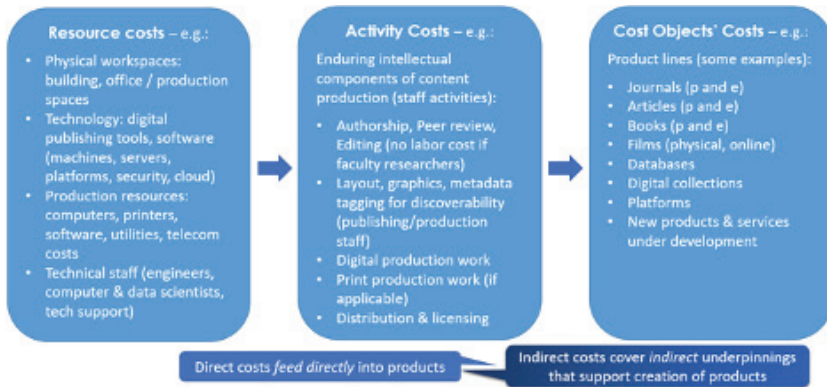 Resource costs – e.g.:
• Physical workspaces:
building, office / production
spaces
• Technology: digital
publishing tools, software
(machines, servers,
platforms, security, cloud)
• Production resources:
computers, printers,
software, utilities, telecom
costs
• Technical staff (engineers,
computer & data scientists,
tech support)
Activity Costs – e.g.:
Enduring intellectual
components of content
production (staff activities):
• Authorship, Peer review,
Editing (no labor cost if
faculty researchers)
• Layout, graphics, metadata
tagging for discoverability
(publishing/production
staff)
• Digital production work
• Print production work (if
applicable)
• Distribution & licensing
Cost Objects' Costs – e.g.:
Product lines (some examples):
• Journals (p and e)
• Articles (p and e)
• Books (p and e)
• Films (physical, online)
• Databases
• Digital collections
• Platforms
• New products & services
under development
Direct costs feed directly into products
Indirect costs cover indirect underpinnings
that support creation of products